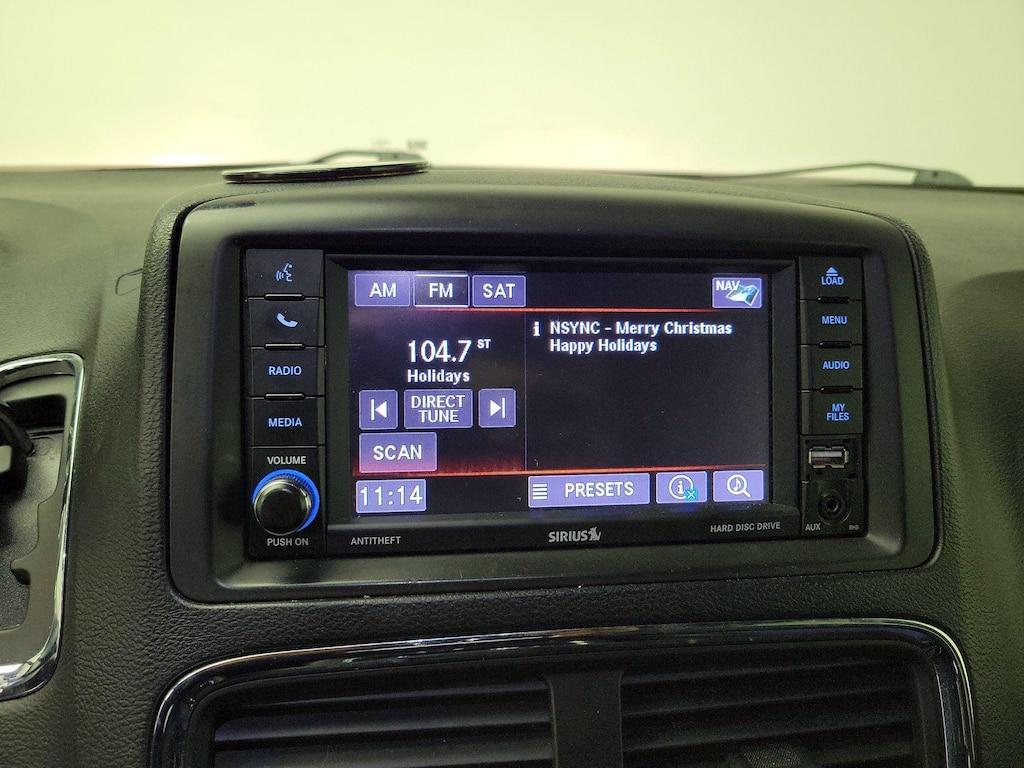 AM
FM
SAT
NAV
104.7 ST
Holidays
i NSYNC - Merry Christmas
Happy Holidays
DIRECT
TUNE
SCAN
11:14
PRESETS
i
RADIO
MEDIA
VOLUME
PUSH ON
ANTITHEFT
SIRIUS
HARD DISC DRIVE
LOAD
MENU
AUDIO
MY
FILES
AUX